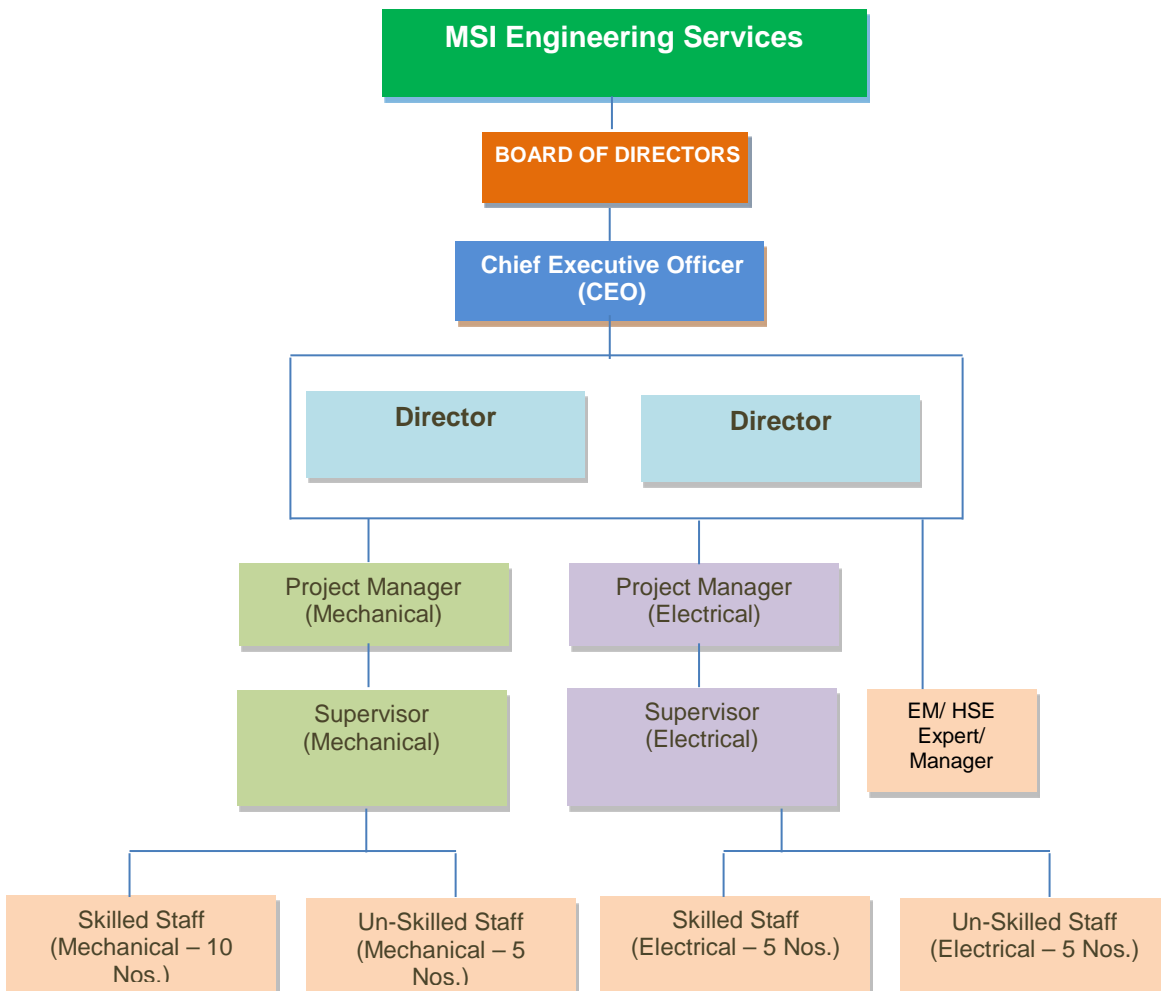 MSI Engineering Services
BOARD OF DIRECTORS
Chief Executive Officer
(CEO)
Director
Director
Project Manager
(Mechanical)
Project Manager
(Electrical)
Supervisor
(Mechanical)
Supervisor
(Electrical)
EM/ HSE
Expert/
Manager
Skilled Staff
(Mechanical – 10
Nos.)
Un-Skilled Staff
(Mechanical – 5
Nos.)
Skilled Staff
(Electrical – 5 Nos.)
Un-Skilled Staff
(Electrical – 5 Nos.)